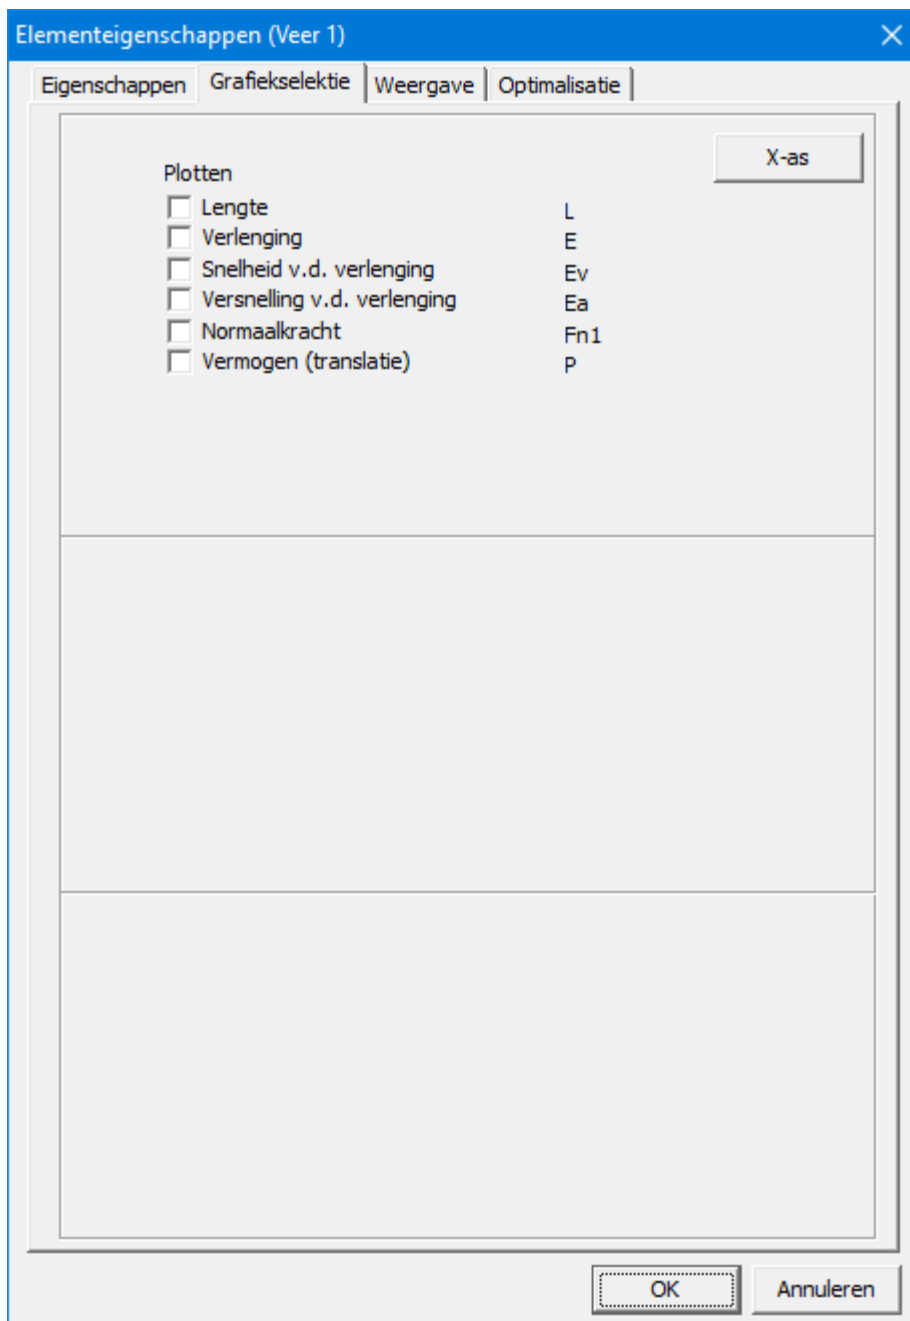 Elementeigenschappen (Veer 1)
Eigenschappen Grafiekselektie Weergave Optimalisatie
X-as
Plotten
Lengte L
Verlenging E
Snelheid v.d. verlenging Ev
Versnelling v.d. verlenging Ea
Normaalkracht Fn1
Vermogen (translatie) P
OK Annuleren